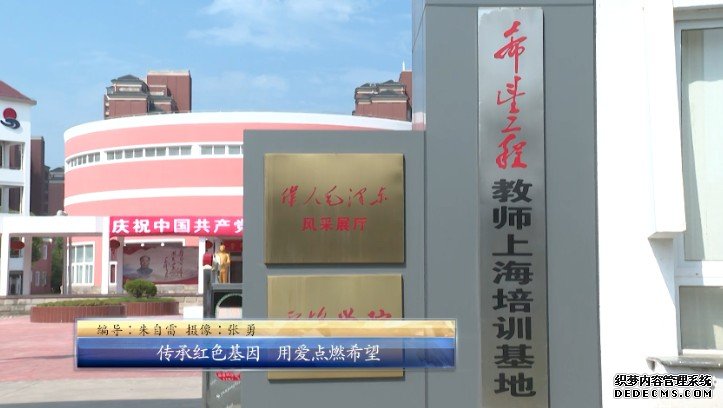 希望工程
教师上海培训基地
伟人毛泽东
风采展厅
庆祝中国共产党
学院
编导：朱自雷 摄像：张 勇
传承红色基因 用爱点燃希望
织梦内容管理系统
DEDECMS.COM